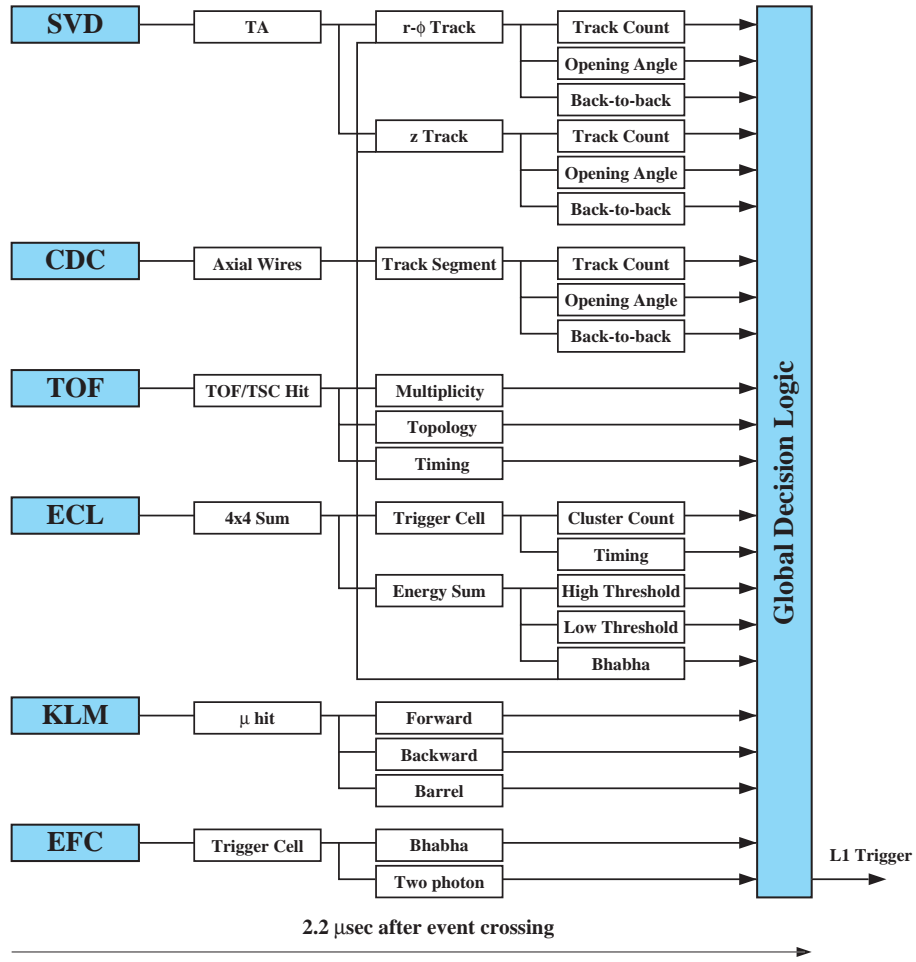 SVD
TA
r-ϕ Track
Track Count
Opening Angle
Back-to-back
z Track
Track Count
Opening Angle
Back-to-back
CDC
Axial Wires
Track Segment
Track Count
Opening Angle
Back-to-back
TOF
TOF/TSC Hit
Multiplicity
Topology
Timing
ECL
4x4 Sum
Trigger Cell
Cluster Count
Timing
Energy Sum
High Threshold
Low Threshold
Bhabha
KLM
μ hit
Forward
Backward
Barrel
EFC
Trigger Cell
Bhabha
Two photon
Global Decision Logic
L1 Trigger
2.2 μsec after event crossing